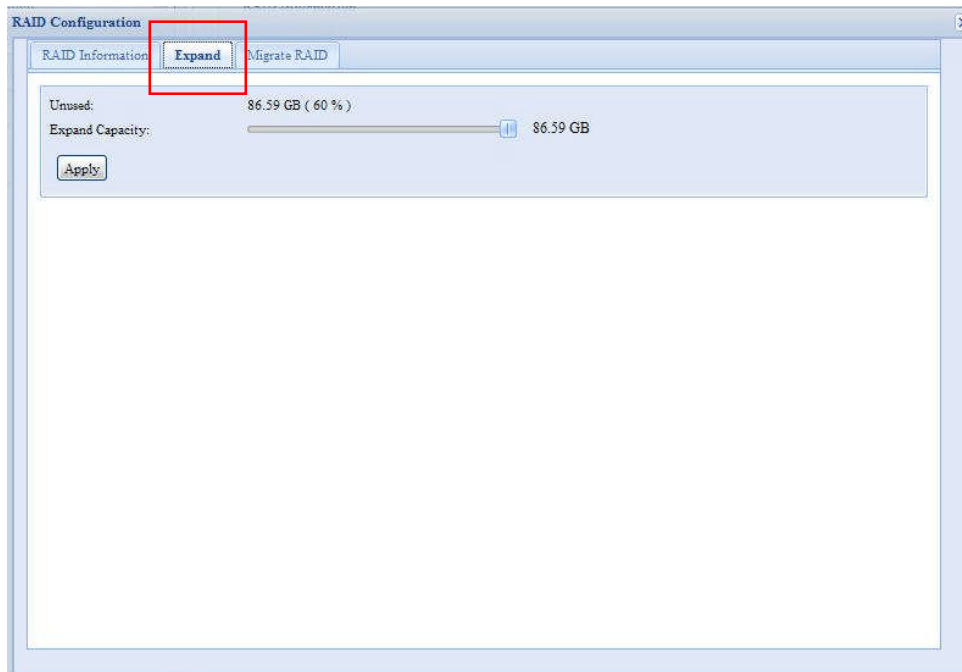 RAID Configuration
RAID Information Expand Migrate RAID
Unused: 86.59 GB ( 60 % )
Expand Capacity: 86.59 GB
Apply